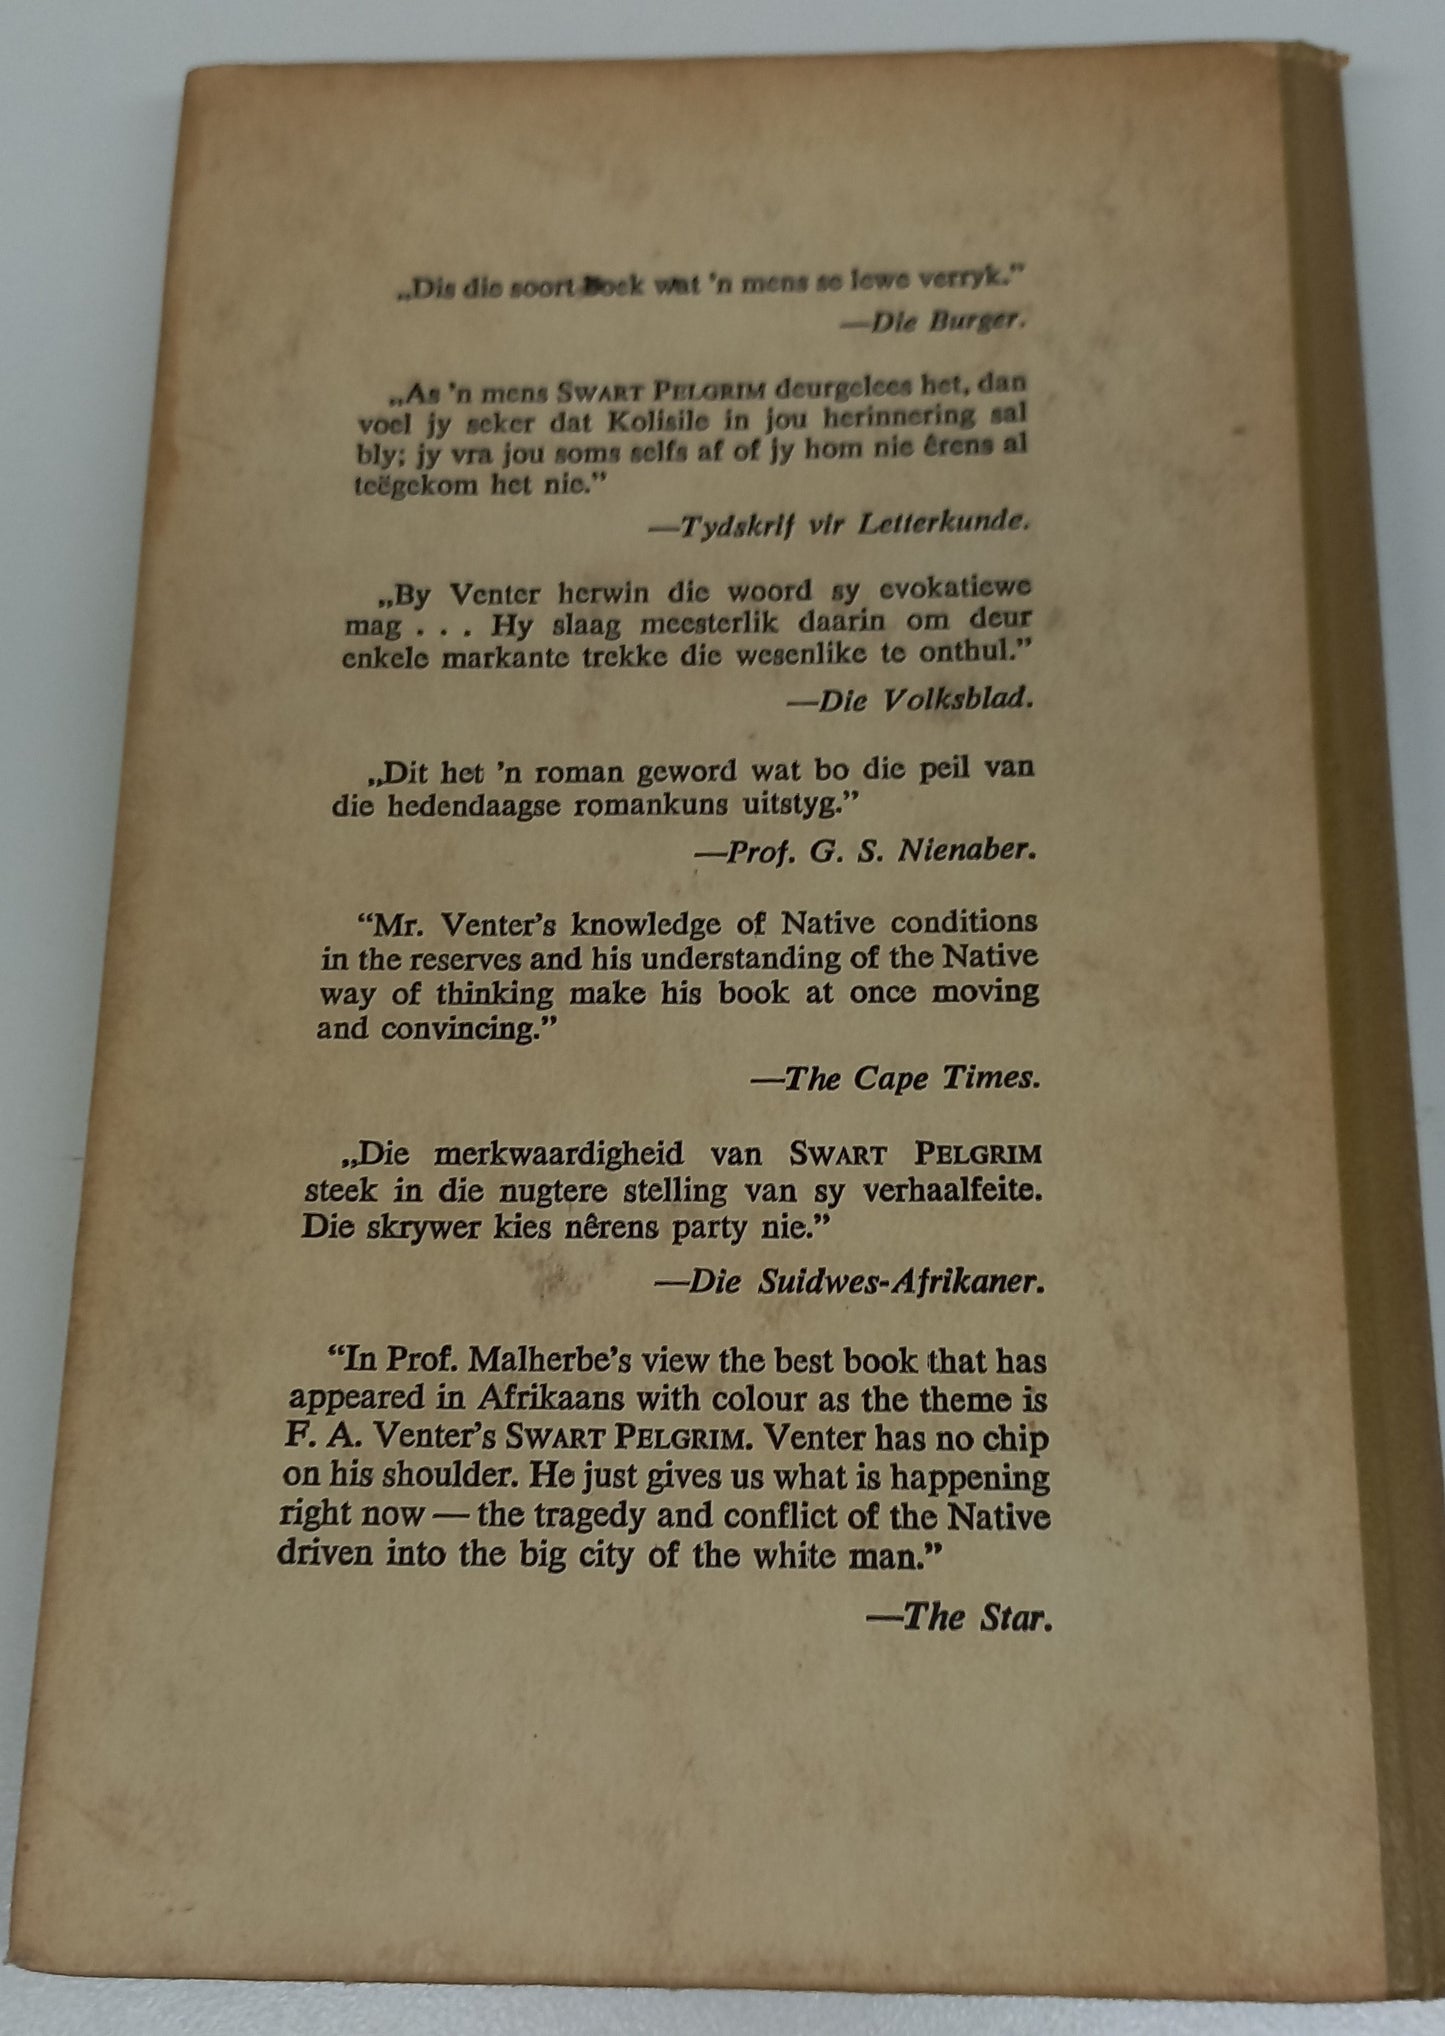 „Dis die soort boek wat 'n mens se lewe verryk.”
—Die Burger.
„As 'n mens SWART PELGRIM deurgelees het, dan
voel jy seker dat Kolisile in jou herinnering sal
bly; jy vra jou soms selfs af of jy hom nie êrens al
teëgekom het nie.”
—Tydskrif vir Letterkunde.
„By Venter herwin die woord sy evokatiewe
mag . . . Hy slaag meesterlik daarin om deur
enkele markante trekke die wesenlike te onthul.”
—Die Volksblad.
„Dit het 'n roman geword wat bo die peil van
die hedendaagse romankuns uitstyg.”
—Prof. G. S. Nienaber.
“Mr. Venter's knowledge of Native conditions
in the reserves and his understanding of the Native
way of thinking make his book at once moving
and convincing.”
—The Cape Times.
„Die merkwaardigheid van SWART PELGRIM
steek in die nugtere stelling van sy verhaalfeite.
Die skrywer kies nêrens party nie.”
—Die Suidwes-Afrikaner.
“In Prof. Malherbe's view the best book that has
appeared in Afrikaans with colour as the theme is
F. A. Venter's SWART PELGRIM. Venter has no chip
on his shoulder. He just gives us what is happening
right now — the tragedy and conflict of the Native
driven into the big city of the white man.”
—The Star.